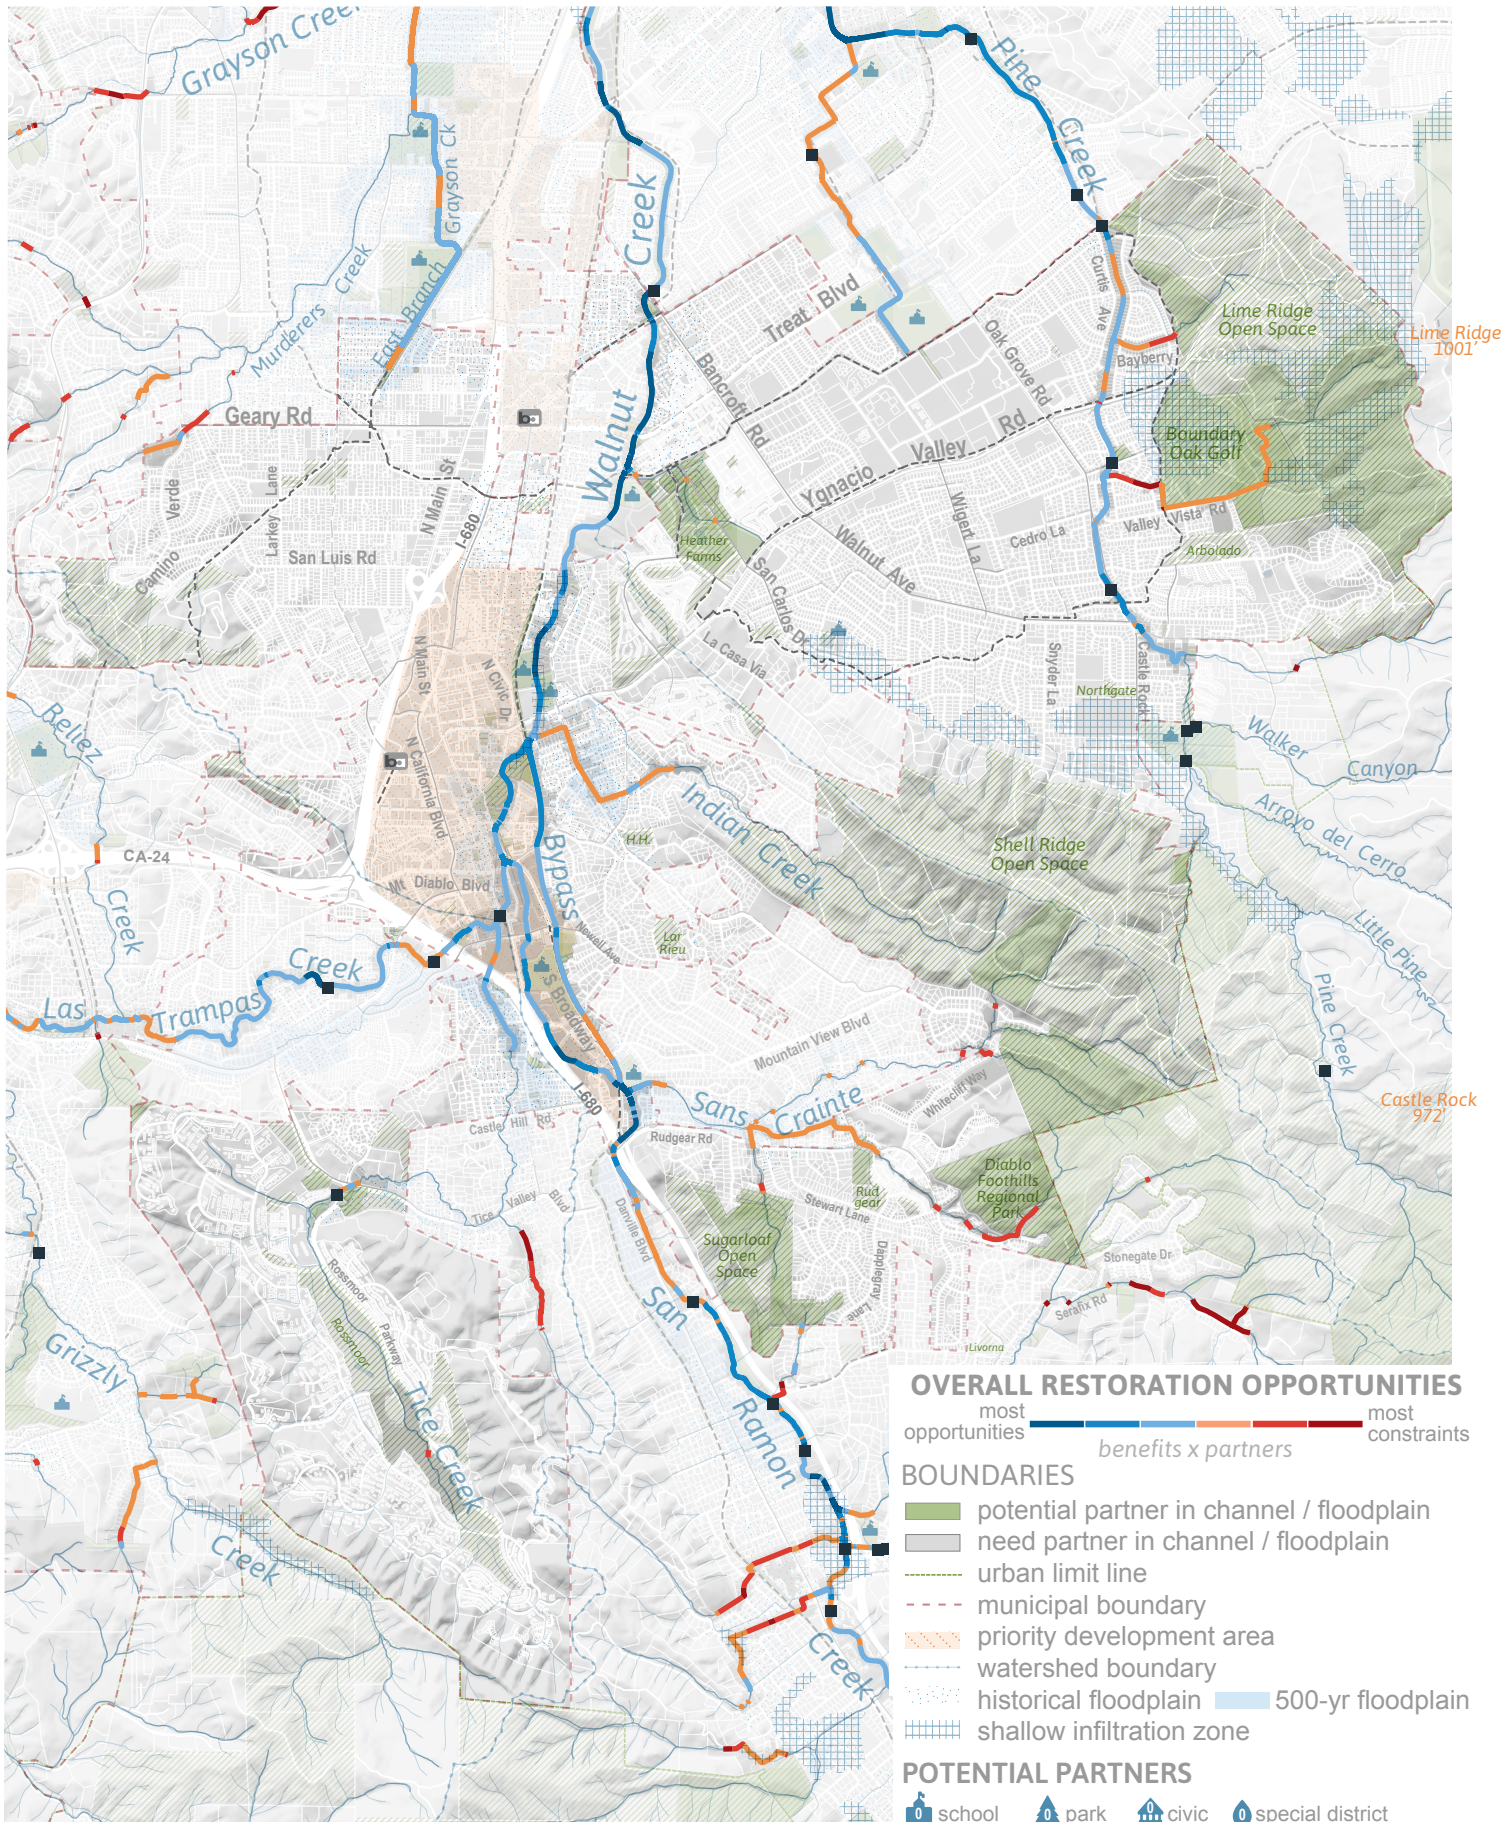 Grayson Creek
Pine
Creek
Grayson Ck
East Branch
Murderers Creek
Creek
Walnut
Treat Blvd
Bancroft Rd
Oak Grove Rd
Curtis Ave
Bayberry
Lime Ridge
Open Space
Lime Ridge
1001'
Geary Rd
Boundary
Oak Golf
Ygnacio
Valley
Rd
Verde
Camino
Larkey Lane
N Main St
I-680
San Luis Rd
Heather
Farms
Walnut Ave
Wigert La
Cedro La
Valley Vista Rd
Arbolado
San Carlos Dr
La Casa Via
Snyder La
Castle Rock
Northgate
N Main St
N Civic Dr
N California Blvd
Reliez
Creek
CA-24
Mt Diablo Blvd
Bypass
H.H.
Indian Creek
Shell Ridge
Open Space
Walker
Canyon
Arroyo del Cerro
Little Pine
Pine Creek
Castle Rock
972'
Newell Ave
Lar
Rieu
S Broadway
Las
Trampas
Creek
Mountain View Blvd
I-680
Sans
Crainte
Whitecliff Way
Castle Hill Rd
Rudgear Rd
Diablo
Foothills
Regional
Park
Rud
gear
Stewart Lane
Tice Valley Blvd
Danville Blvd
Sugarloaf
Open
Space
Dapplegray
Lane
Stonegate Dr
Serafix Rd
Livorna
Rossmoor
Parkway
Rossmoor
Tice Creek
San
Ramon
Creek
Grizzly
Creek
OVERALL RESTORATION OPPORTUNITIES
most
opportunities
most
constraints
benefits x partners
BOUNDARIES
potential partner in channel / floodplain
need partner in channel / floodplain
urban limit line
municipal boundary
priority development area
watershed boundary
historical floodplain 500-yr floodplain
shallow infiltration zone
POTENTIAL PARTNERS
0 school 0 park 0 civic 0 special district